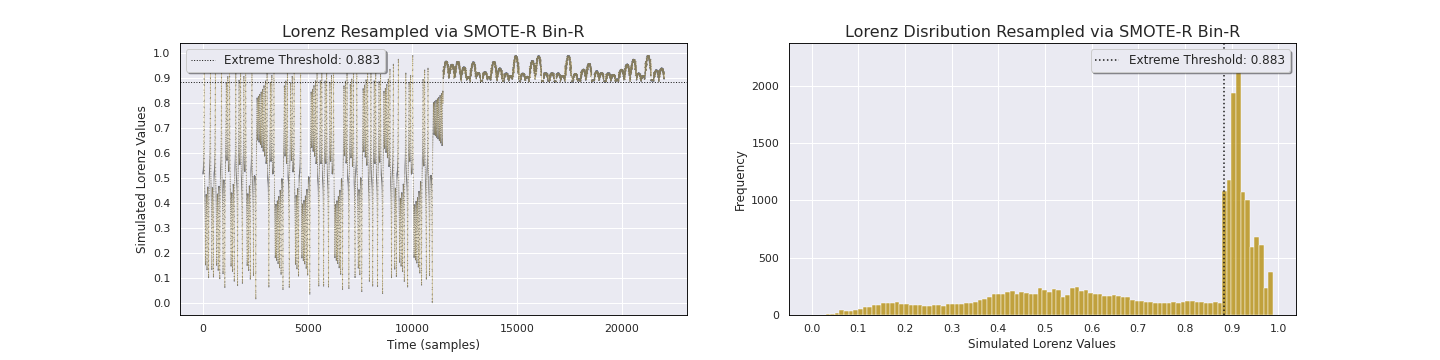 Lorenz Resampled via SMOTE-R Bin-R
Extreme Threshold: 0.883
Simulated Lorenz Values
1.0
0.9
0.8
0.7
0.6
0.5
0.4
0.3
0.2
0.1
0.0
0 5000 10000 15000 20000
Time (samples)
Lorenz Disribution Resampled via SMOTE-R Bin-R
Extreme Threshold: 0.883
Frequency
2000
1500
1000
500
0
0.0 0.1 0.2 0.3 0.4 0.5 0.6 0.7 0.8 0.9 1.0
Simulated Lorenz Values